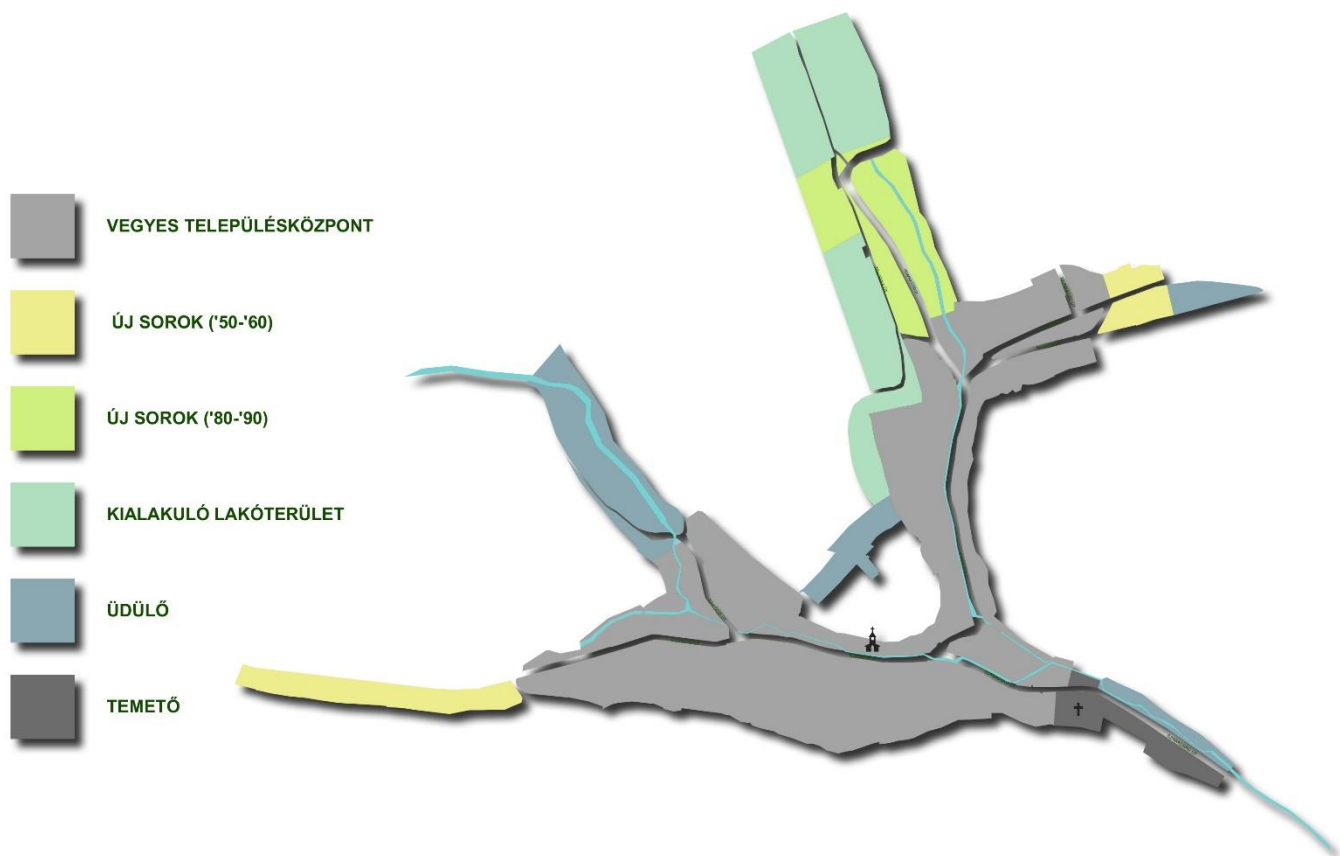 VEGYES TELEPÜLÉSKÖZPONT
ÚJ SOROK ('50-'60)
ÚJ SOROK ('80-'90)
KIALAKULÓ LAKÓTERÜLET
ÜDÜLŐ
TEMETŐ